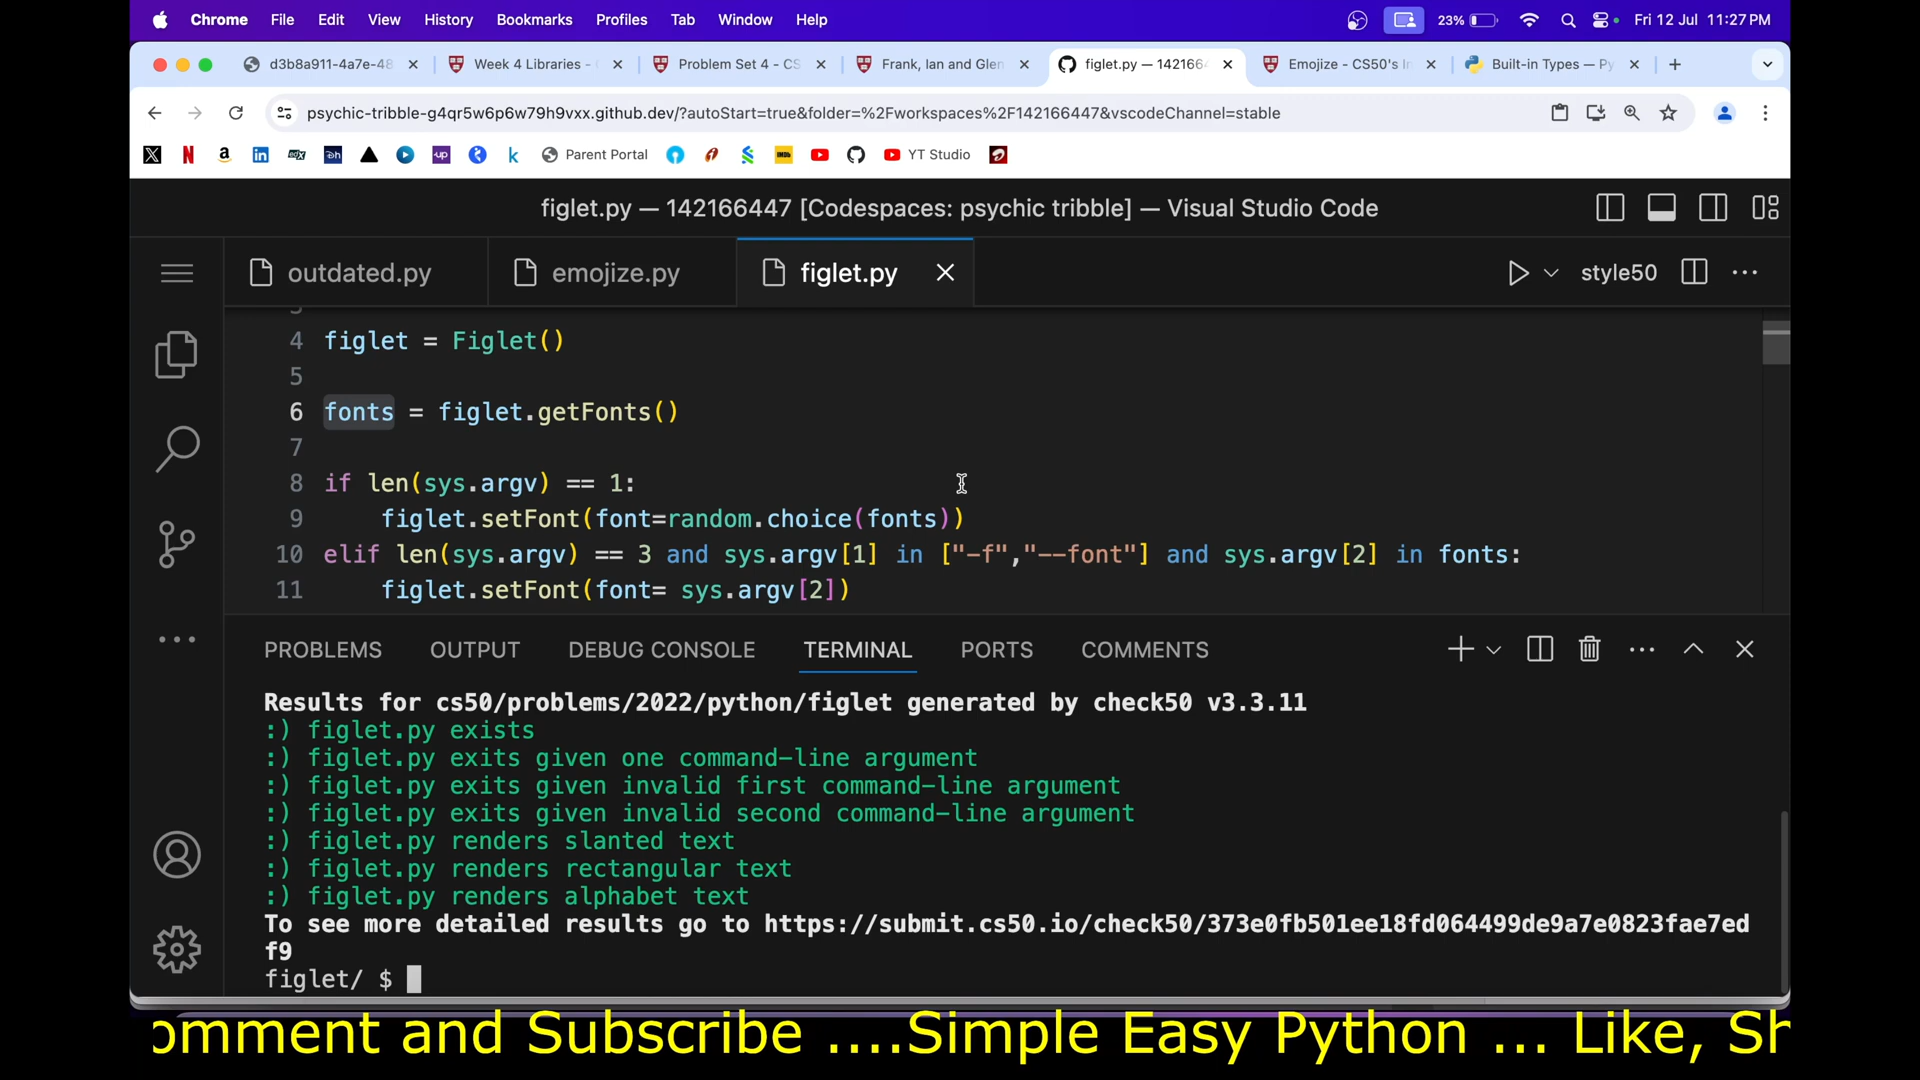 Chrome File Edit View History Bookmarks Profiles Tab Window Help 23% Fri 12 Jul 11:27 PM
d3b8a911-4a7e-48 Week 4 Libraries - Problem Set 4 - CS Frank, Ian and Glen figlet.py — 142166 Emojize - CS50's In Built-in Types — Py
psychic-tribble-g4qr5w6p6w79h9vxx.github.dev/?autoStart=true&folder=%2Fworkspaces%2F142166447&vscodeChannel=stable
Parent Portal YT Studio
figlet.py — 142166447 [Codespaces: psychic tribble] — Visual Studio Code
outdated.py emojize.py figlet.py style50
3
4 figlet = Figlet()
5
6 fonts = figlet.getFonts()
7
8 if len(sys.argv) == 1:
9 figlet.setFont(font=random.choice(fonts))
10 elif len(sys.argv) == 3 and sys.argv[1] in ["-f","--font"] and sys.argv[2] in fonts:
11 figlet.setFont(font= sys.argv[2])
PROBLEMS OUTPUT DEBUG CONSOLE TERMINAL PORTS COMMENTS
Results for cs50/problems/2022/python/figlet generated by check50 v3.3.11
:) figlet.py exists
:) figlet.py exits given one command-line argument
:) figlet.py exits given invalid first command-line argument
:) figlet.py exits given invalid second command-line argument
:) figlet.py renders slanted text
:) figlet.py renders rectangular text
:) figlet.py renders alphabet text
To see more detailed results go to https://submit.cs50.io/check50/373e0fb501ee18fd064499de9a7e0823fae7ed
f9
figlet/ $
omment and Subscribe ....Simple Easy Python ... Like, Sh